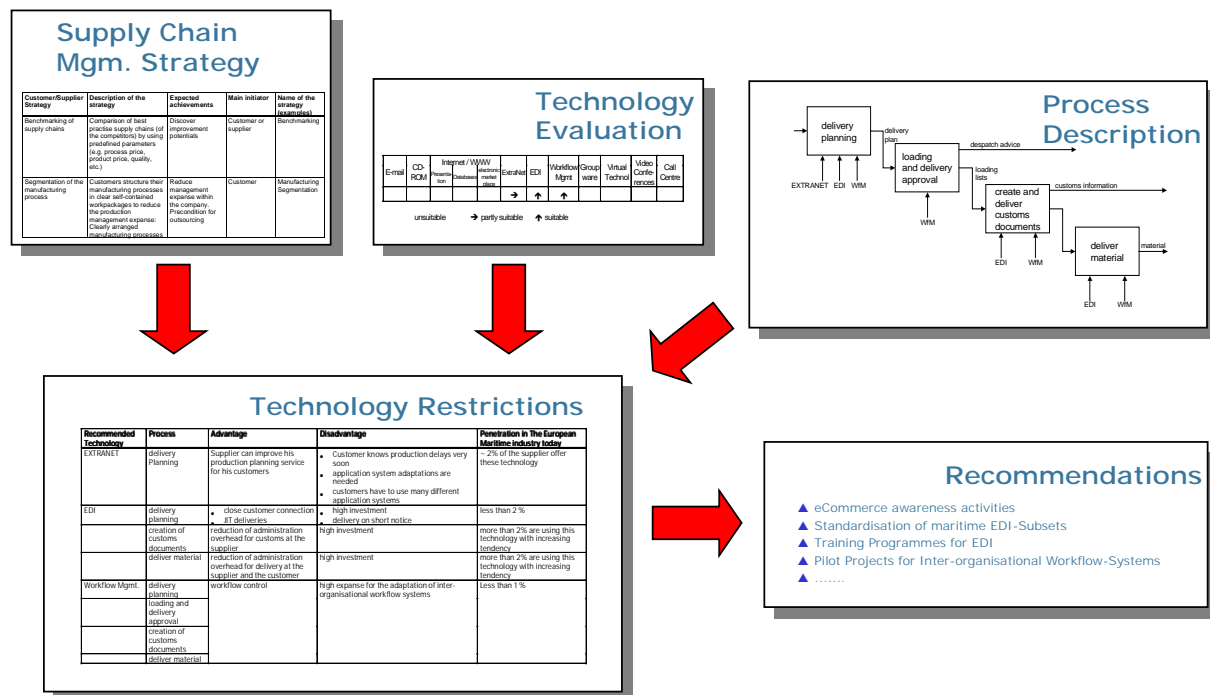 Supply Chain
Mgm. Strategy
Customer/Supplier
Strategy
Description of the
strategy
Expected
achievements
Main initiator
Name of the
strategy
(examples)
Benchmarking of
supply chains
Comparison of best
practise supply chains (of
the competitors) by using
predefined parameters
(e.g. process price,
product price, quality,
etc.)
Discover
improvement
potentials
Customer or
supplier
Benchmarking
Segmentation of the
manufacturing
process
Customers structure their
manufacturing processes
in clear self-contained
workpackages to reduce
the production
management expanse:
Clearly arranged
manufacturing processes
Reduce
management
expanse within
the company.
Precondition for
outsourcing
Customer
Manufacturing
Segmentation
Technology
Evaluation
E-mail
CD-
ROM
Internet / WWW
Presenta-
tion
Databases
electronic
market
place
ExtraNet
EDI
Workflow
Mgmt
Group
ware
Virtual
Technol
Video
Confe-
rences
Call
Centre
➔ ↑ ↑
unsuitable ➔ partly suitable ↑ suitable
Process
Description
delivery
planning
delivery
plan
EXTRANET EDI WfM
loading
and delivery
approval
despatch advice
loading
lists
WfM
create and
deliver
customs
documents
customs information
EDI WfM
deliver
material
material
EDI WfM
Technology Restrictions
Recommended
Technology
Process
Advantage
Disadvantage
Penetration in The European
Maritime industry today
EXTRANET
delivery
Planning
Supplier can improve his
production planning service
for his customers
• Customer knows production delays very
soon
• application system adaptations are
needed
• customers have to use many different
application systems
~ 2% of the supplier offer
these technology
EDI
delivery
planning
• close customer connection
• JIT deliveries
• high investment
• delivery on short notice
less than 2 %
creation of
customs
documents
reduction of administration
overhead for customs at the
supplier
high investment
more than 2% are using this
technology with increasing
tendency
deliver material
reduction of administration
overhead for delivery at the
supplier and the customer
high investment
more than 2% are using this
technology with increasing
tendency
Workflow Mgmt.
delivery
planning
workflow control
high expanse for the adaptation of inter-
organisational workflow systems
Less than 1 %
loading and
delivery
approval
creation of
customs
documents
deliver material
Recommendations
▲ eCommerce awareness activities
▲ Standardisation of maritime EDI-Subsets
▲ Training Programmes for EDI
▲ Pilot Projects for Inter-organisational Workflow-Systems
▲ .......